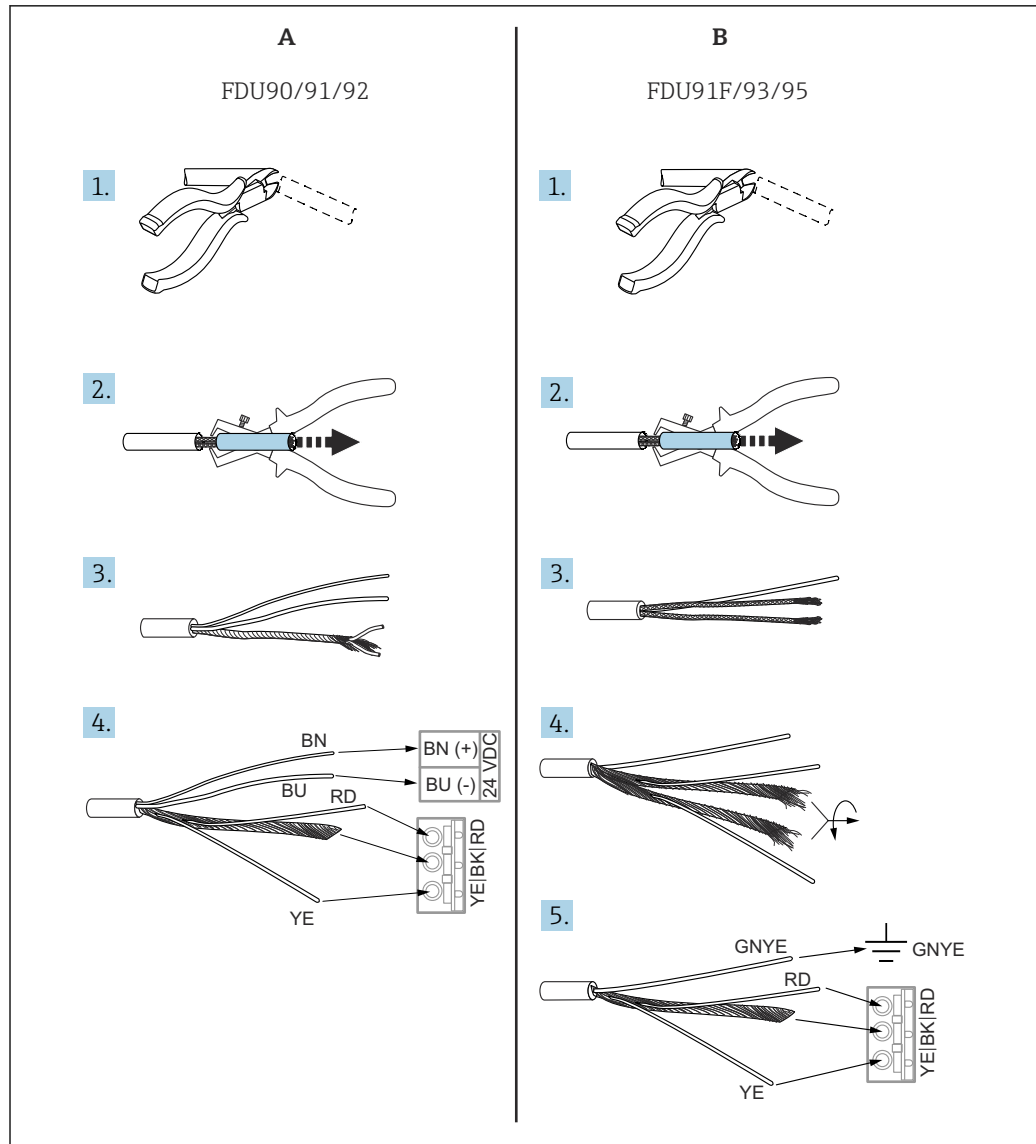 A
FDU90/91/92
1.
2.
3.
4.
BN
BU
RD
YE
BN (+)
BU (-)
24 VDC
YE|BK|RD
B
FDU91F/93/95
1.
2.
3.
4.
5.
GNYE
GNYE
RD
YE
YE|BK|RD